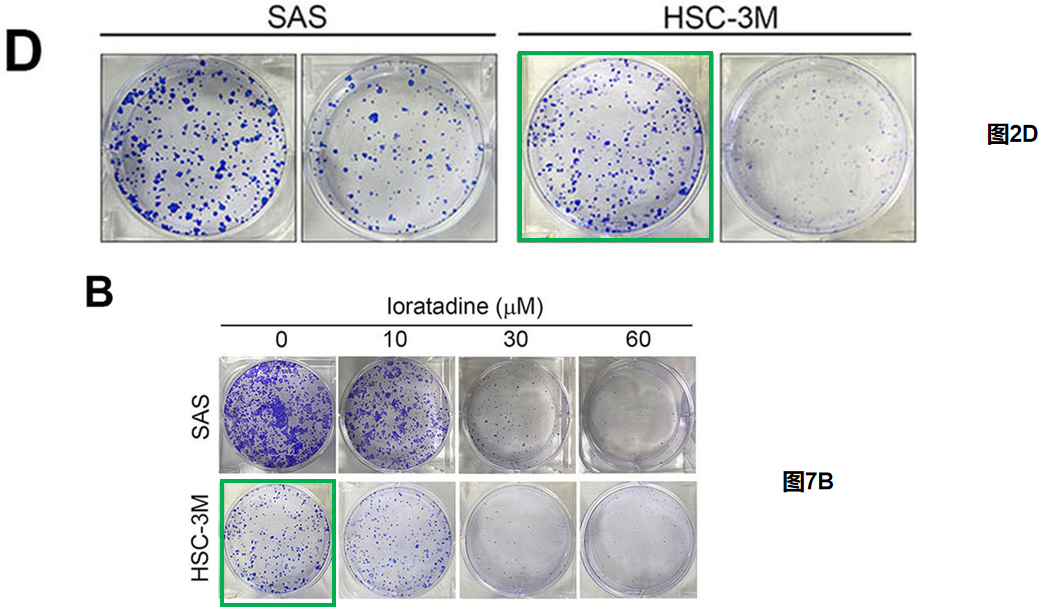 SAS HSC-3M
D
图2D
B
loratadine (μM)
0 10 30 60
SAS
图7B
HSC-3M